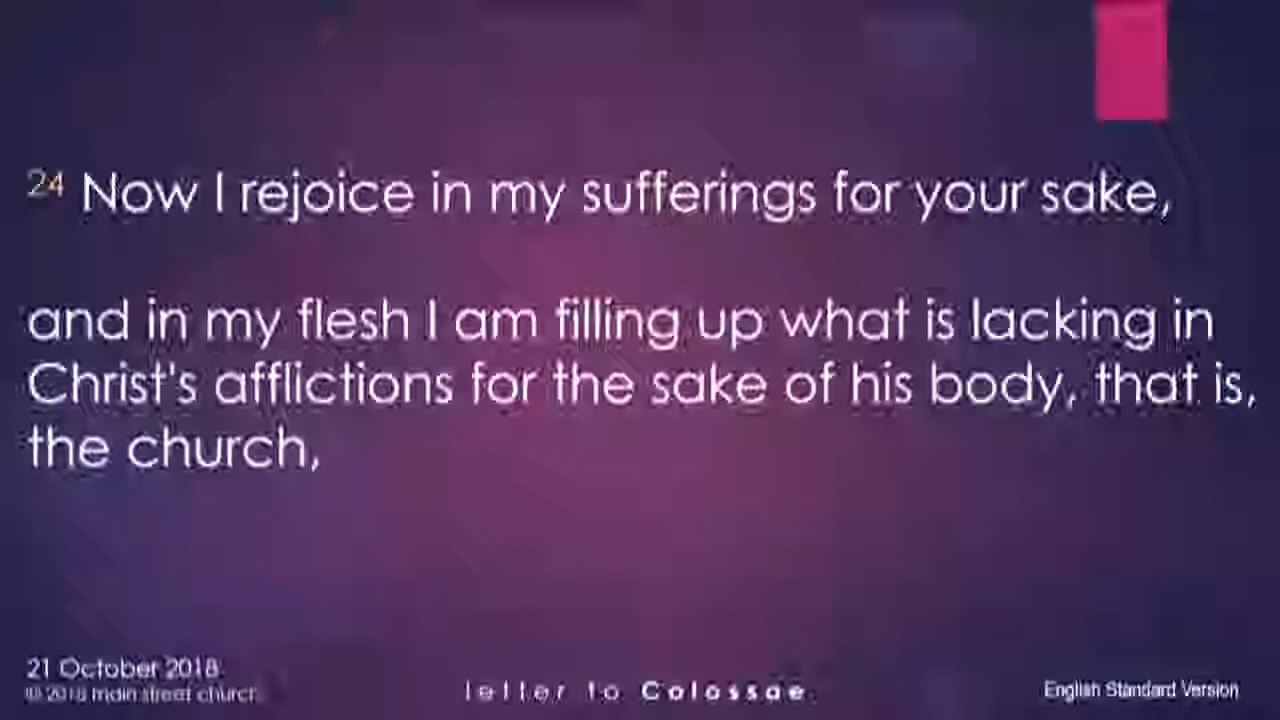 24 Now I rejoice in my sufferings for your sake,
and in my flesh I am filling up what is lacking in
Christ's afflictions for the sake of his body, that is,
the church,
21 October 2018
© 2018 main street church
letter to Colossae
English Standard Version